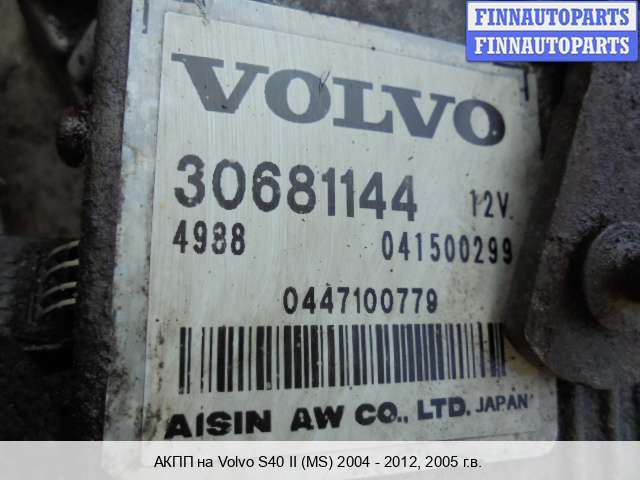 FINNAUTOPARTS
FINNAUTOPARTS
VOLVO
30681144 12V.
4988 041500299
0447100779
AISIN AW CO., LTD. JAPAN
АКПП на Volvo S40 II (MS) 2004 - 2012, 2005 г.в.